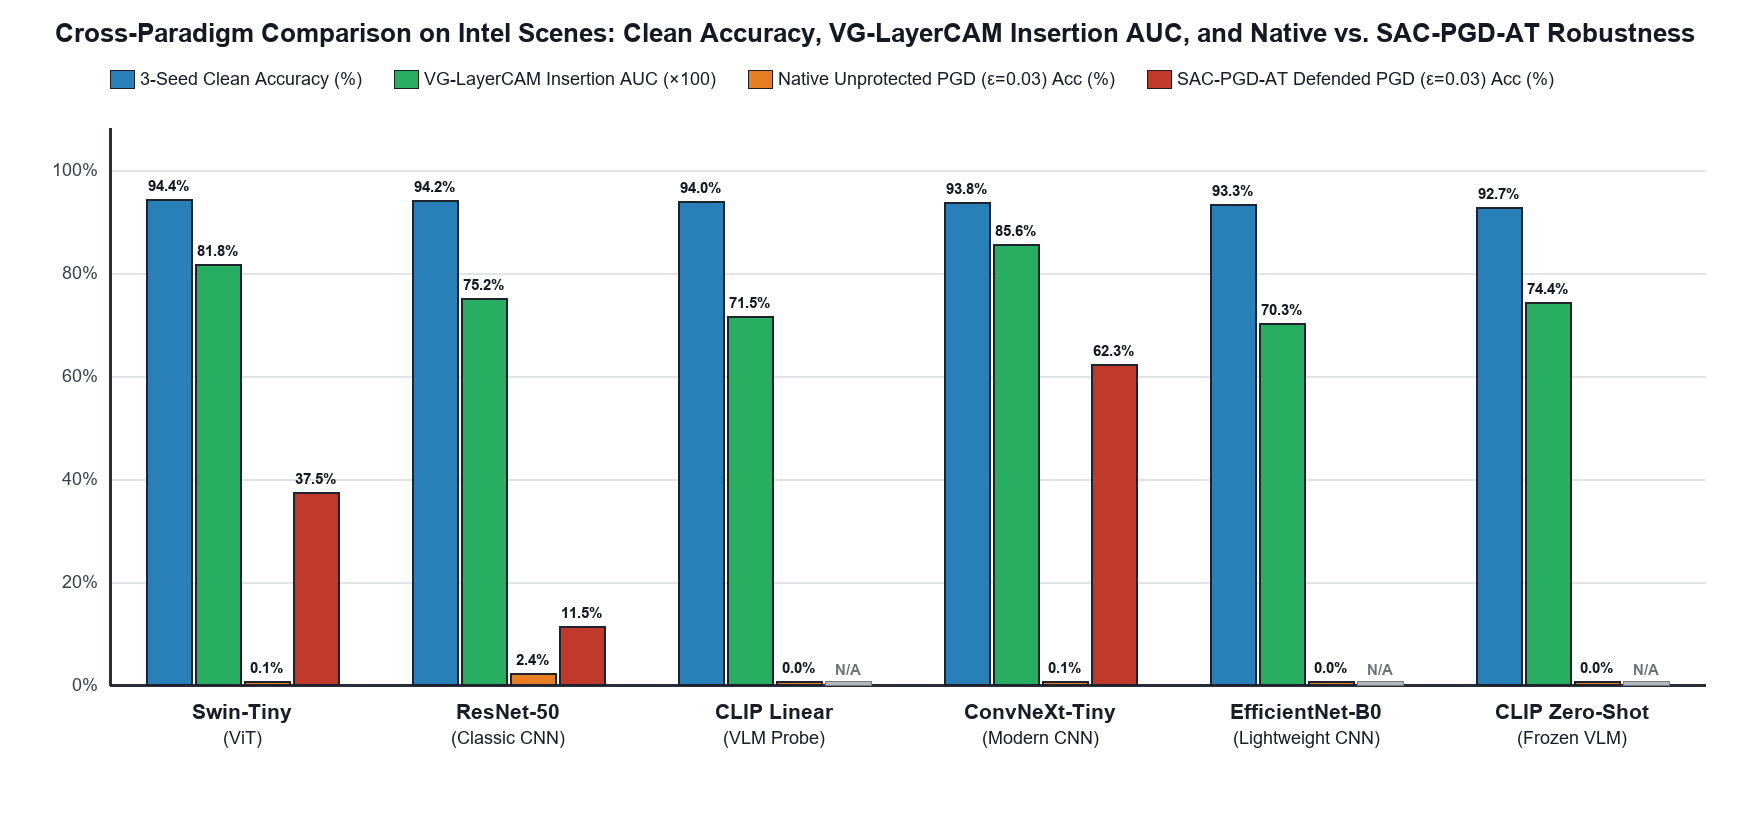 Cross-Paradigm Comparison on Intel Scenes: Clean Accuracy, VG-LayerCAM Insertion AUC, and Native vs. SAC-PGD-AT Robustness
3-Seed Clean Accuracy (%) VG-LayerCAM Insertion AUC (×100) Native Unprotected PGD (ε=0.03) Acc (%) SAC-PGD-AT Defended PGD (ε=0.03) Acc (%)
100%
80%
60%
40%
20%
0%
94.4% 81.8% 0.1% 37.5%
94.2% 75.2% 2.4% 11.5%
94.0% 71.5% 0.0% N/A
93.8% 85.6% 0.1% 62.3%
93.3% 70.3% 0.0% N/A
92.7% 74.4% 0.0% N/A
Swin-Tiny ResNet-50 CLIP Linear ConvNeXt-Tiny EfficientNet-B0 CLIP Zero-Shot
(ViT) (Classic CNN) (VLM Probe) (Modern CNN) (Lightweight CNN) (Frozen VLM)